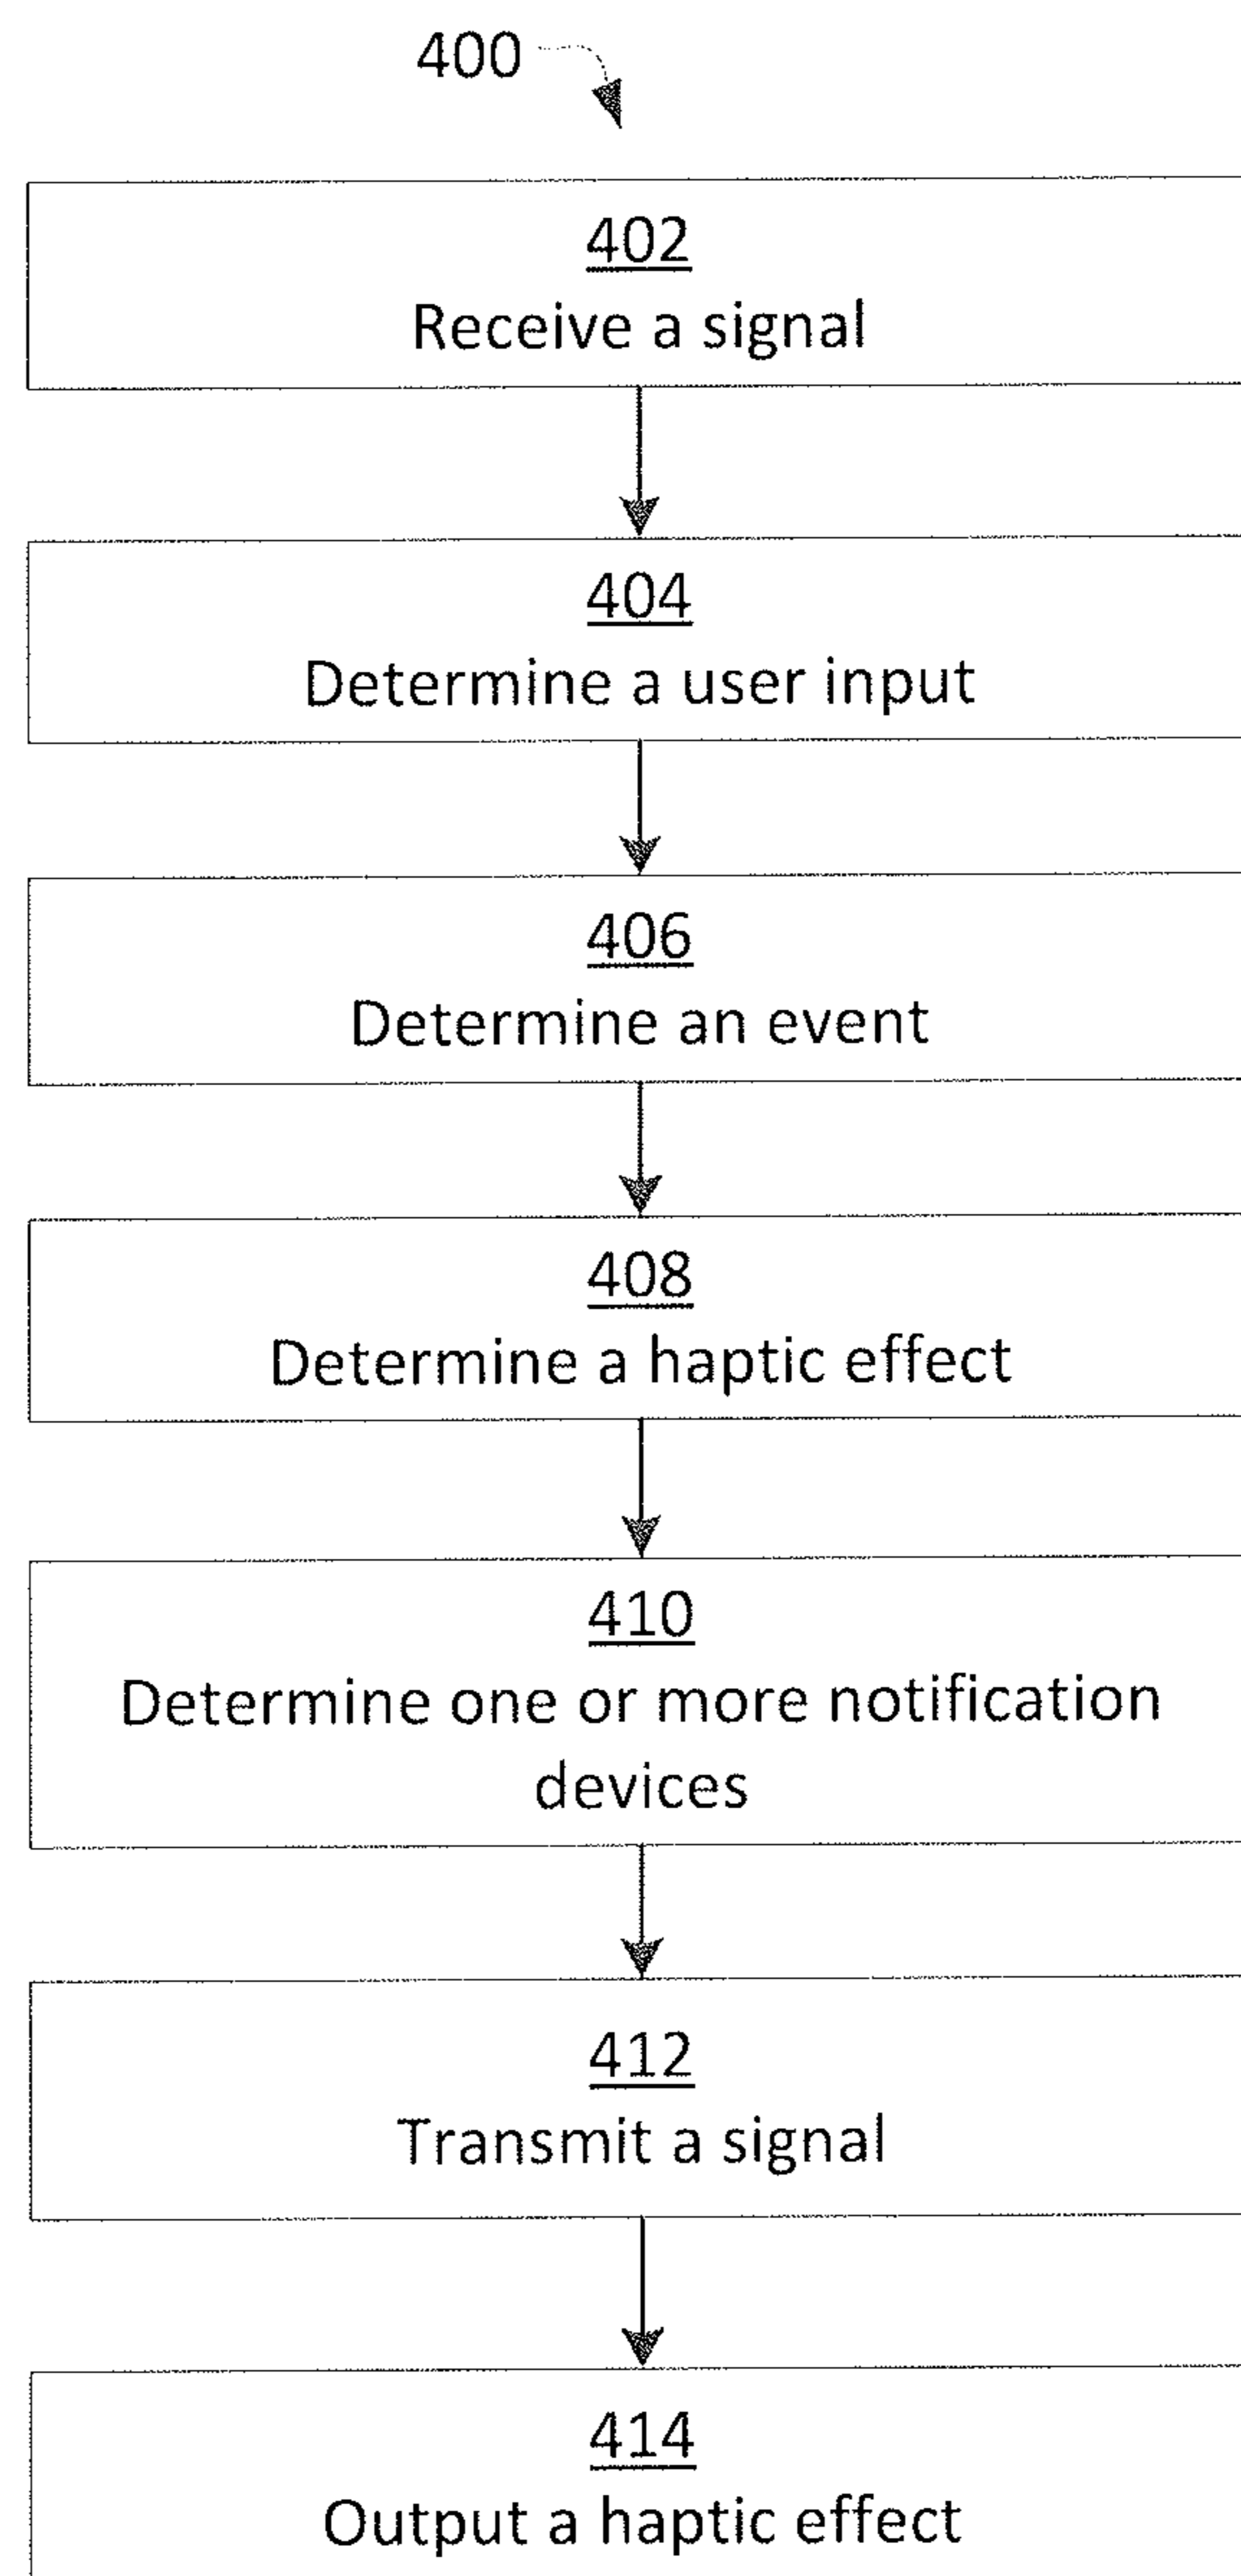 400
402
Receive a signal
404
Determine a user input
406
Determine an event
408
Determine a haptic effect
410
Determine one or more notification
devices
412
Transmit a signal
414
Output a haptic effect